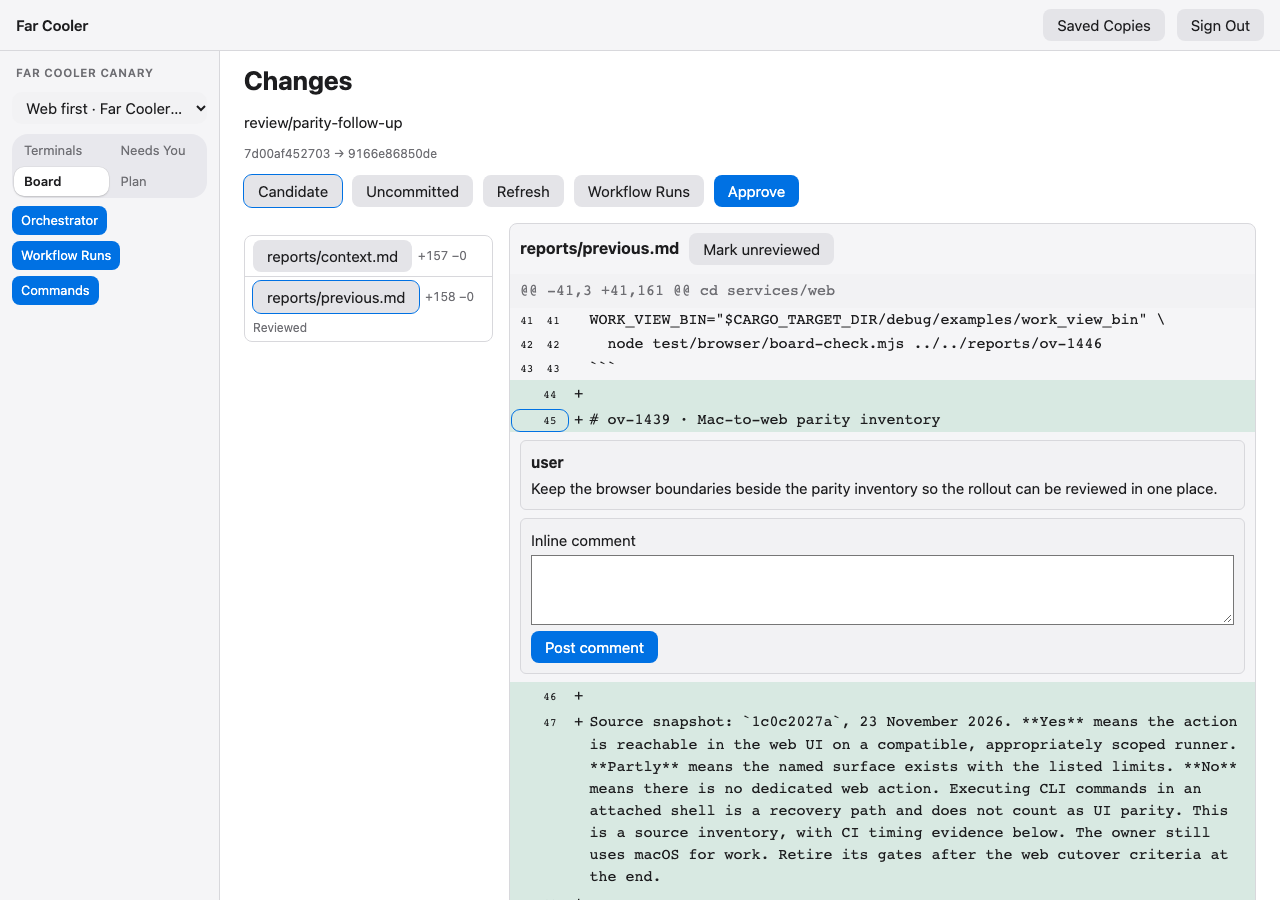 Far Cooler
Saved Copies
Sign Out
FAR COOLER CANARY
Web first · Far Cooler...
Terminals
Needs You
Board
Plan
Orchestrator
Workflow Runs
Commands
Changes
review/parity-follow-up
7d00af452703 → 9166e86850de
Candidate
Uncommitted
Refresh
Workflow Runs
Approve
reports/context.md +157 −0
reports/previous.md +158 −0
Reviewed
reports/previous.md
Mark unreviewed
@@ -41,3 +41,161 @@ cd services/web
41 41 WORK_VIEW_BIN="$CARGO_TARGET_DIR/debug/examples/work_view_bin" \
42 42 node test/browser/board-check.mjs ../../reports/ov-1446
43 43 ```
44 +
45 + # ov-1439 · Mac-to-web parity inventory
user
Keep the browser boundaries beside the parity inventory so the rollout can be reviewed in one place.
Inline comment
Post comment
46 +
47 + Source snapshot: `1c0c2027a`, 23 November 2026. **Yes** means the action
is reachable in the web UI on a compatible, appropriately scoped runner.
**Partly** means the named surface exists with the listed limits. **No**
means there is no dedicated web action. Executing CLI commands in an
attached shell is a recovery path and does not count as UI parity. This
is a source inventory, with CI timing evidence below. The owner still
uses macOS for work. Retire its gates after the web cutover criteria at
the end.